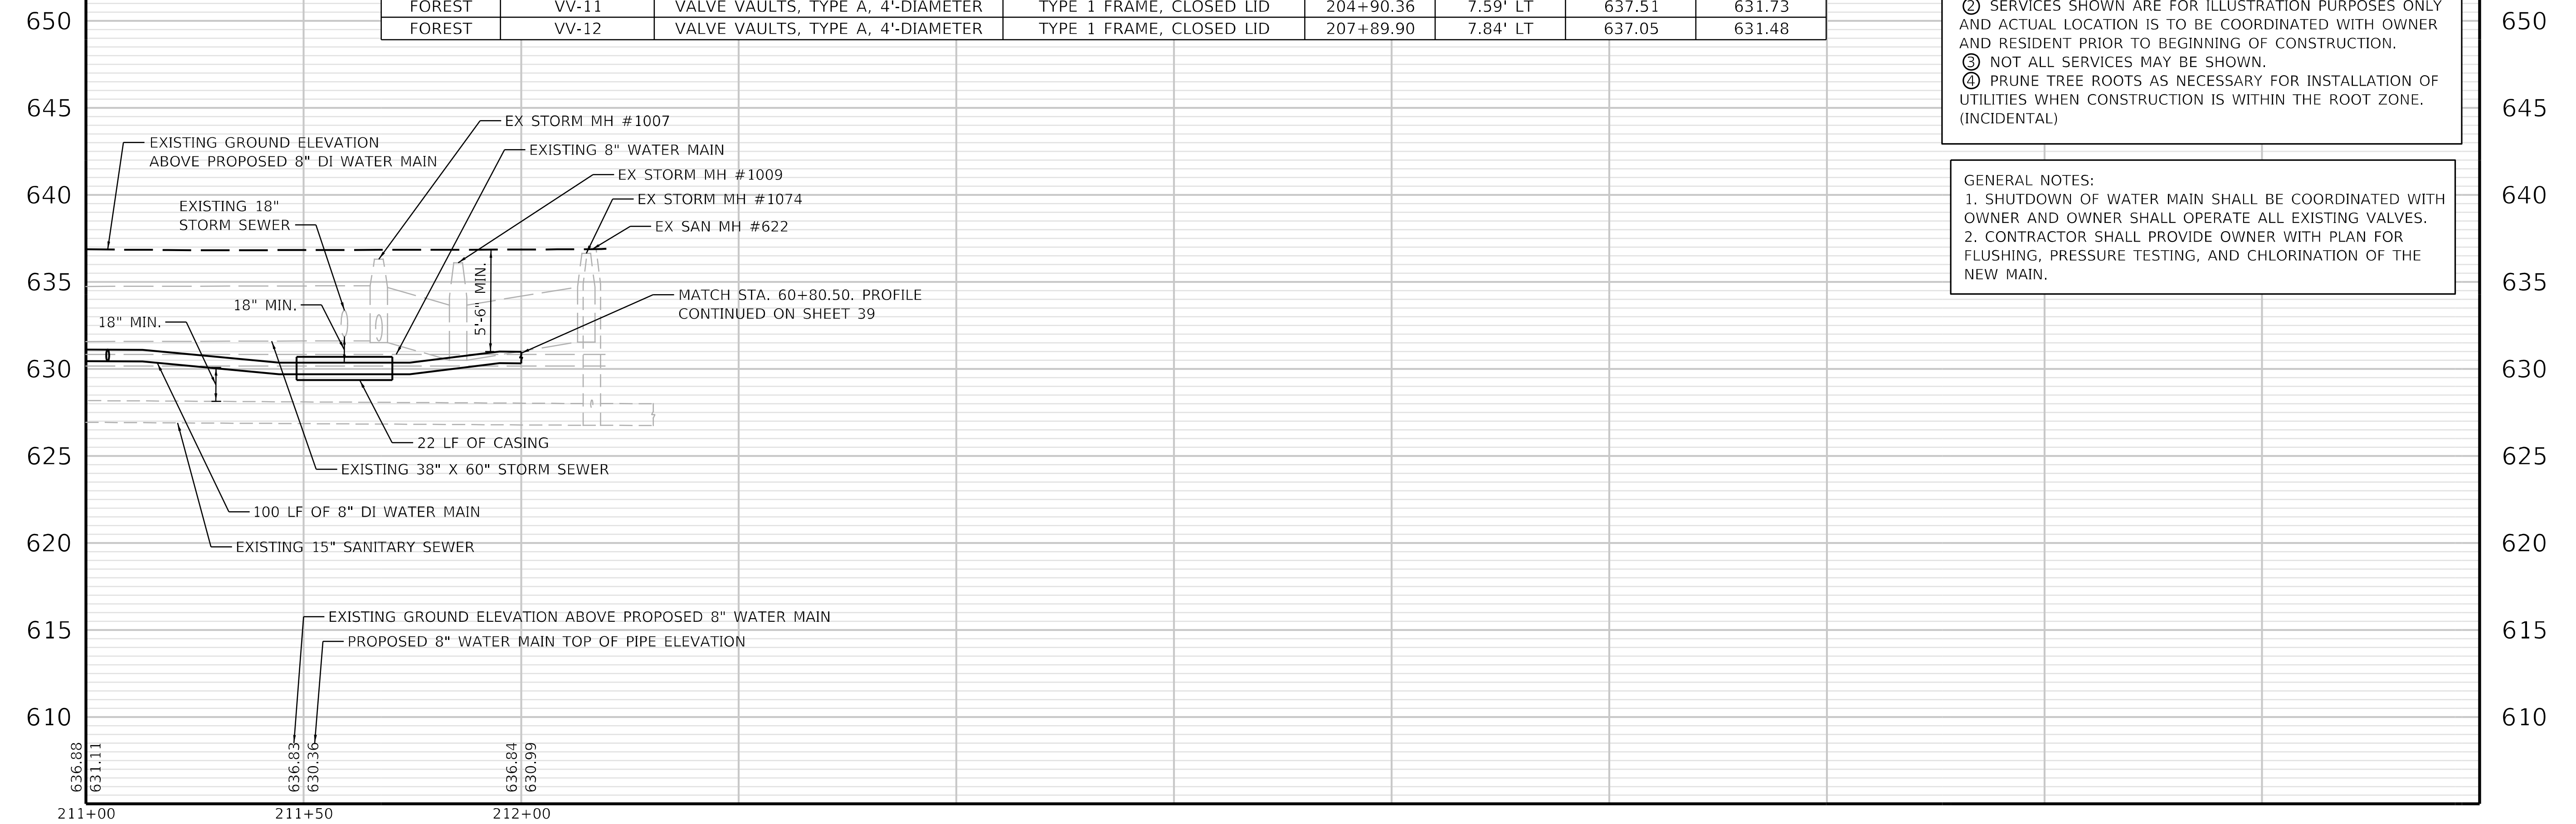 FOREST VV-11 VALVE VAULTS, TYPE A, 4'-DIAMETER TYPE 1 FRAME, CLOSED LID 204+90.36 7.59' LT 637.51 631.73
FOREST VV-12 VALVE VAULTS, TYPE A, 4'-DIAMETER TYPE 1 FRAME, CLOSED LID 207+89.90 7.84' LT 637.05 631.48
② SERVICES SHOWN ARE FOR ILLUSTRATION PURPOSES ONLY
AND ACTUAL LOCATION IS TO BE COORDINATED WITH OWNER
AND RESIDENT PRIOR TO BEGINNING OF CONSTRUCTION.
③ NOT ALL SERVICES MAY BE SHOWN.
④ PRUNE TREE ROOTS AS NECESSARY FOR INSTALLATION OF
UTILITIES WHEN CONSTRUCTION IS WITHIN THE ROOT ZONE.
(INCIDENTAL)
GENERAL NOTES:
1. SHUTDOWN OF WATER MAIN SHALL BE COORDINATED WITH
OWNER AND OWNER SHALL OPERATE ALL EXISTING VALVES.
2. CONTRACTOR SHALL PROVIDE OWNER WITH PLAN FOR
FLUSHING, PRESSURE TESTING, AND CHLORINATION OF THE
NEW MAIN.
650
645
640
635
630
625
620
615
610
650
645
640
635
630
625
620
615
610
EX STORM MH #1007
EXISTING GROUND ELEVATION
ABOVE PROPOSED 8" DI WATER MAIN
EXISTING 8" WATER MAIN
EX STORM MH #1009
EX STORM MH #1074
EXISTING 18"
STORM SEWER
EX SAN MH #622
5'-6" MIN.
MATCH STA. 60+80.50. PROFILE
CONTINUED ON SHEET 39
18" MIN.
18" MIN.
22 LF OF CASING
EXISTING 38" X 60" STORM SEWER
100 LF OF 8" DI WATER MAIN
EXISTING 15" SANITARY SEWER
EXISTING GROUND ELEVATION ABOVE PROPOSED 8" WATER MAIN
PROPOSED 8" WATER MAIN TOP OF PIPE ELEVATION
636.88
631.11
636.83
630.36
636.84
630.99
211+00
211+50
212+00